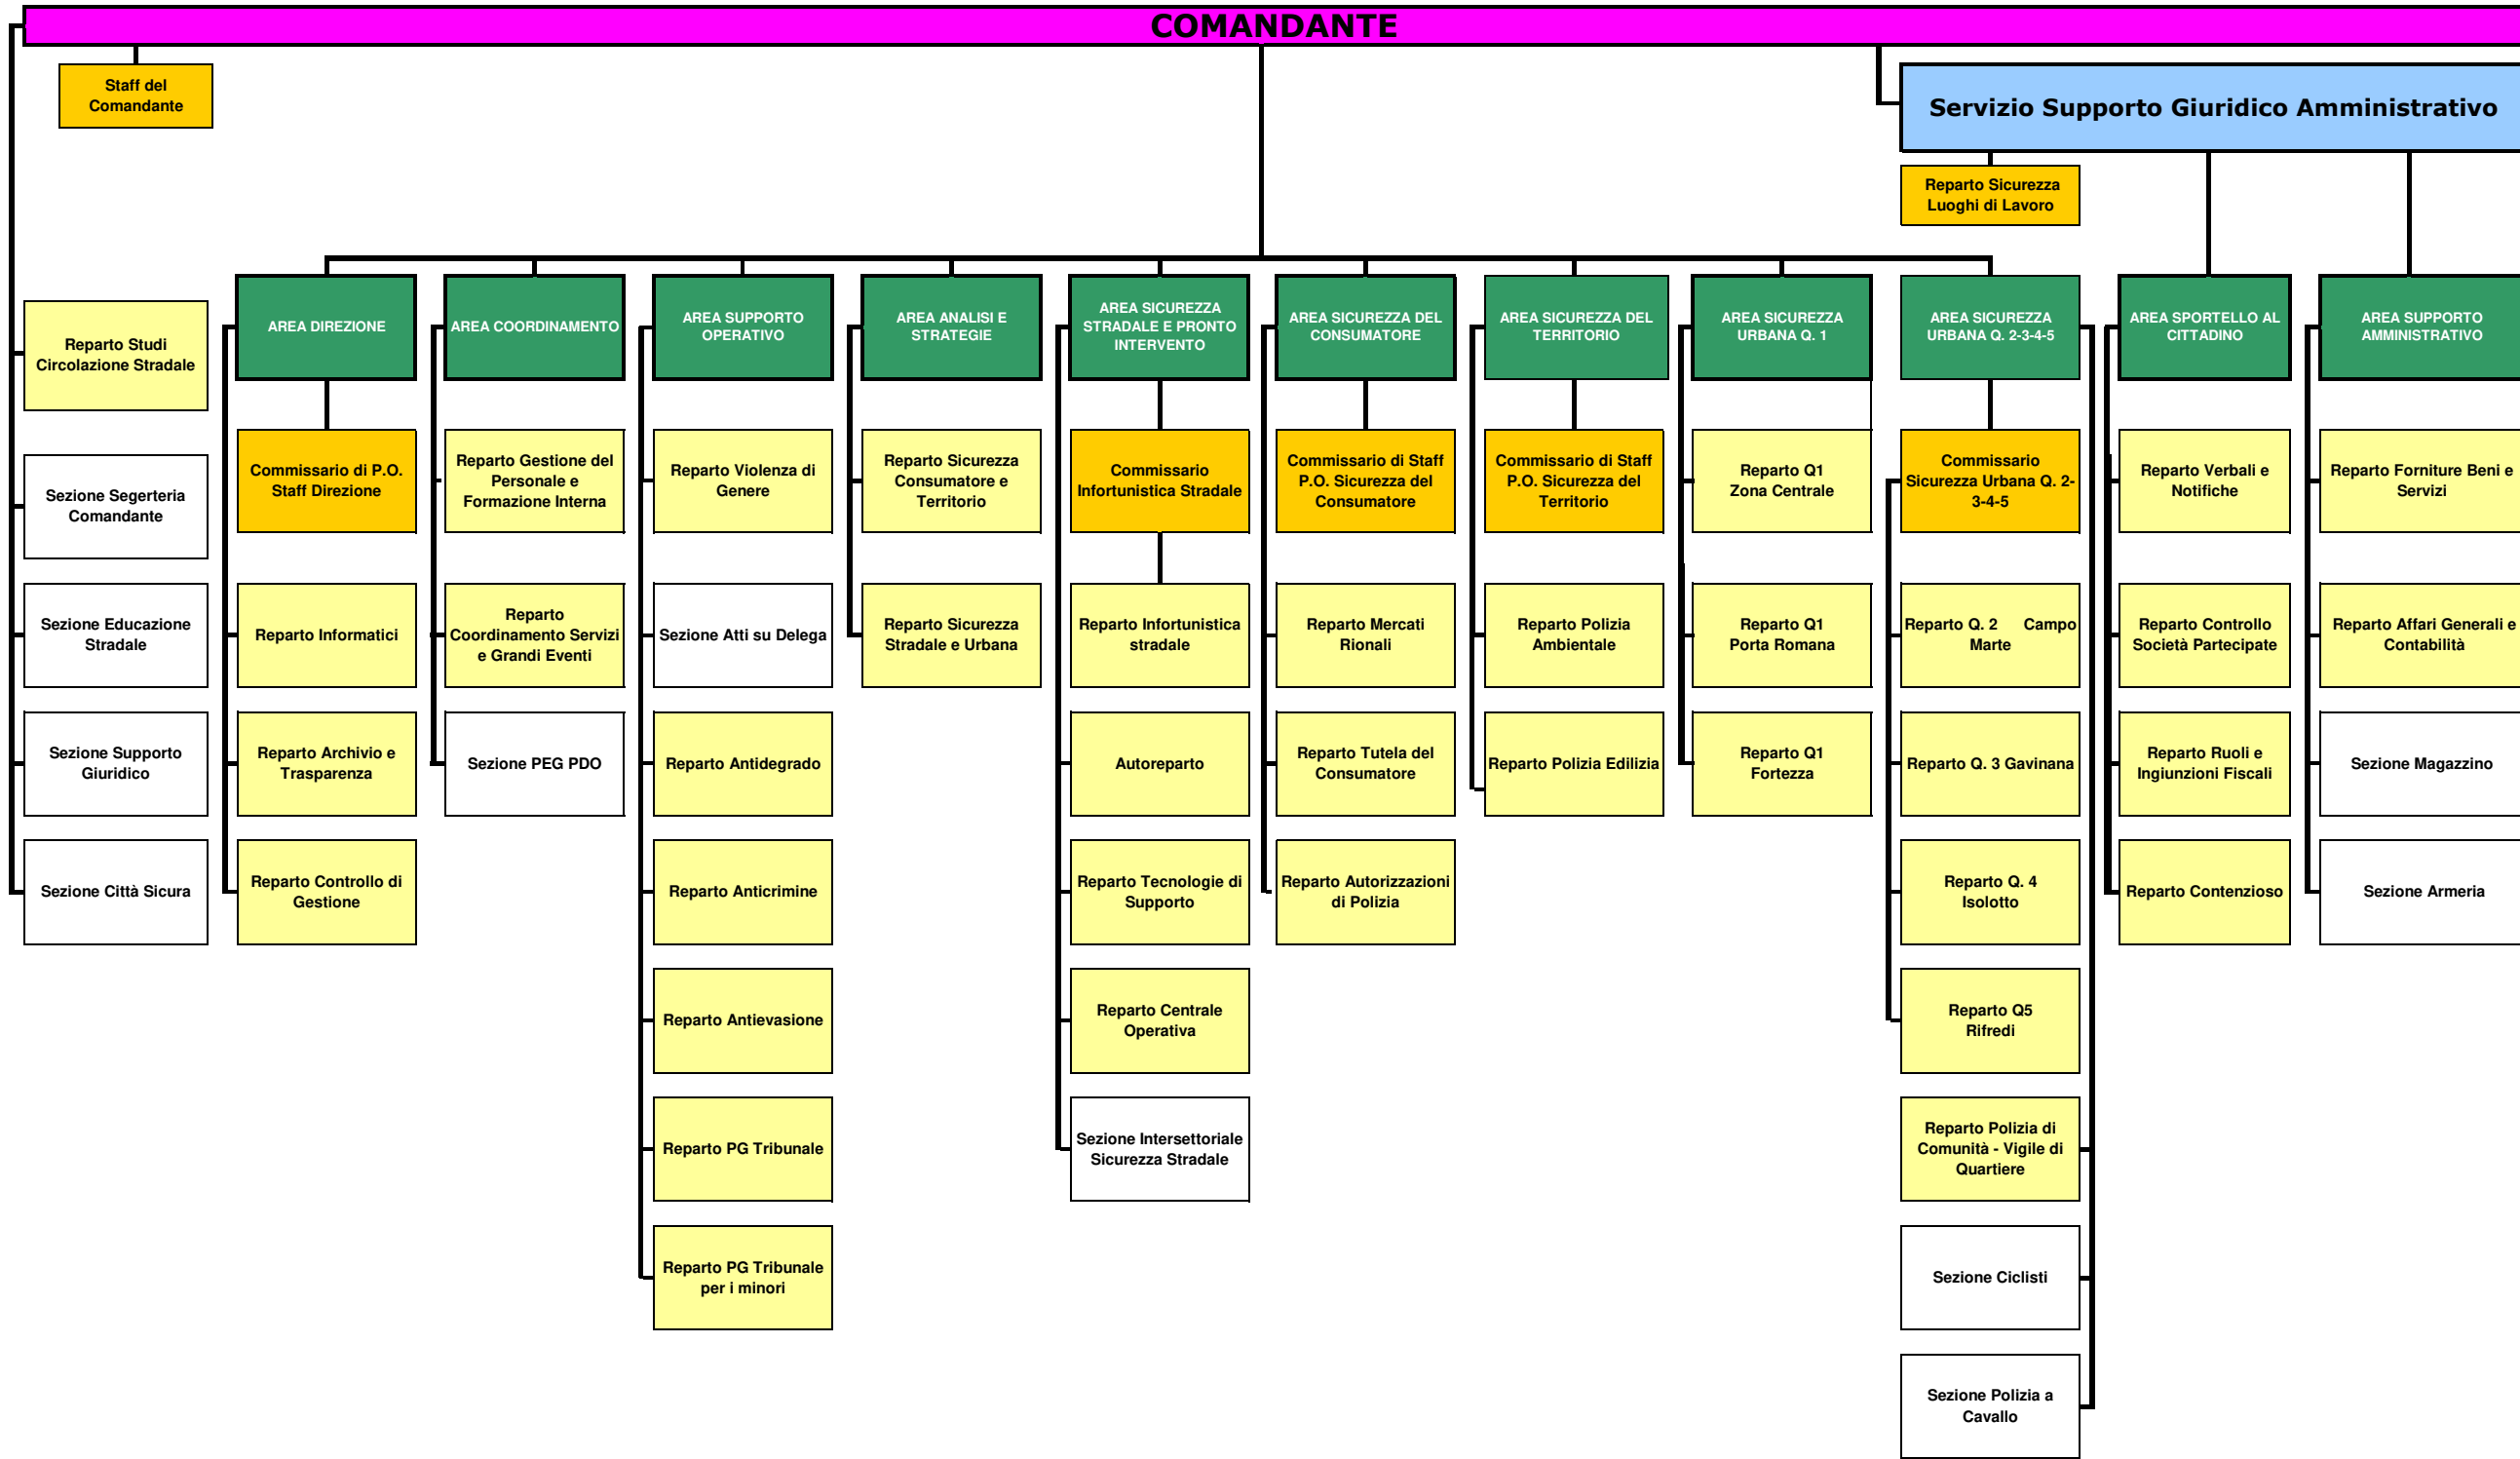 COMANDANTE
Staff del
Comandante
Servizio Supporto Giuridico Amministrativo
Reparto Sicurezza
Luoghi di Lavoro
Reparto Studi
Circolazione Stradale
Sezione Segerteria
Comandante
Sezione Educazione
Stradale
Sezione Supporto
Giuridico
Sezione Città Sicura
AREA DIREZIONE
Commissario di P.O.
Staff Direzione
Reparto Informatici
Reparto Archivio e
Trasparenza
Reparto Controllo di
Gestione
AREA COORDINAMENTO
Reparto Gestione del
Personale e
Formazione Interna
Reparto
Coordinamento Servizi
e Grandi Eventi
Sezione PEG PDO
AREA SUPPORTO
OPERATIVO
Reparto Violenza di
Genere
Sezione Atti su Delega
Reparto Antidegrado
Reparto Anticrimine
Reparto Antievasione
Reparto PG Tribunale
Reparto PG Tribunale
per i minori
AREA ANALISI E
STRATEGIE
Reparto Sicurezza
Consumatore e
Territorio
Reparto Sicurezza
Stradale e Urbana
AREA SICUREZZA
STRADALE E PRONTO
INTERVENTO
Commissario
Infortunistica Stradale
Reparto Infortunistica
stradale
Autoreparto
Reparto Tecnologie di
Supporto
Reparto Centrale
Operativa
Sezione Intersettoriale
Sicurezza Stradale
AREA SICUREZZA DEL
CONSUMATORE
Commissario di Staff
P.O. Sicurezza del
Consumatore
Reparto Mercati
Rionali
Reparto Tutela del
Consumatore
Reparto Autorizzazioni
di Polizia
AREA SICUREZZA DEL
TERRITORIO
Commissario di Staff
P.O. Sicurezza del
Territorio
Reparto Polizia
Ambientale
Reparto Polizia Edilizia
AREA SICUREZZA
URBANA Q. 1
Reparto Q1
Zona Centrale
Reparto Q1
Porta Romana
Reparto Q1
Fortezza
AREA SICUREZZA
URBANA Q. 2-3-4-5
Commissario
Sicurezza Urbana Q. 2-
3-4-5
Reparto Q. 2 Campo
Marte
Reparto Q. 3 Gavinana
Reparto Q. 4
Isolotto
Reparto Q5
Rifredi
Reparto Polizia di
Comunità - Vigile di
Quartiere
Sezione Ciclisti
Sezione Polizia a
Cavallo
AREA SPORTELLO AL
CITTADINO
Reparto Verbali e
Notifiche
Reparto Controllo
Società Partecipate
Reparto Ruoli e
Ingiunzioni Fiscali
Reparto Contenzioso
AREA SUPPORTO
AMMINISTRATIVO
Reparto Forniture Beni e
Servizi
Reparto Affari Generali e
Contabilità
Sezione Magazzino
Sezione Armeria